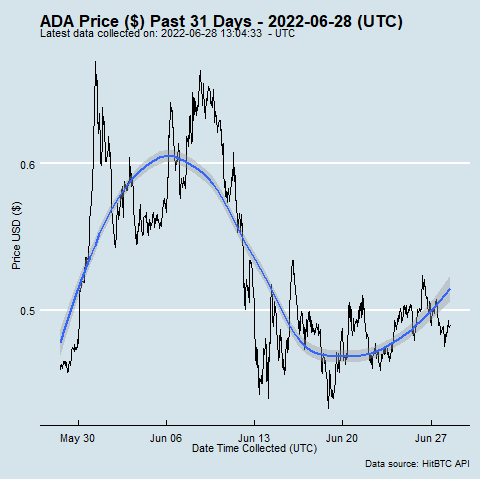 ADA Price ($) Past 31 Days - 2022-06-28 (UTC)
Latest data collected on: 2022-06-28 13:04:33 - UTC
0.6
0.5
Price USD ($)
May 30 Jun 06 Jun 13 Jun 20 Jun 27
Date Time Collected (UTC)
Data source: HitBTC API